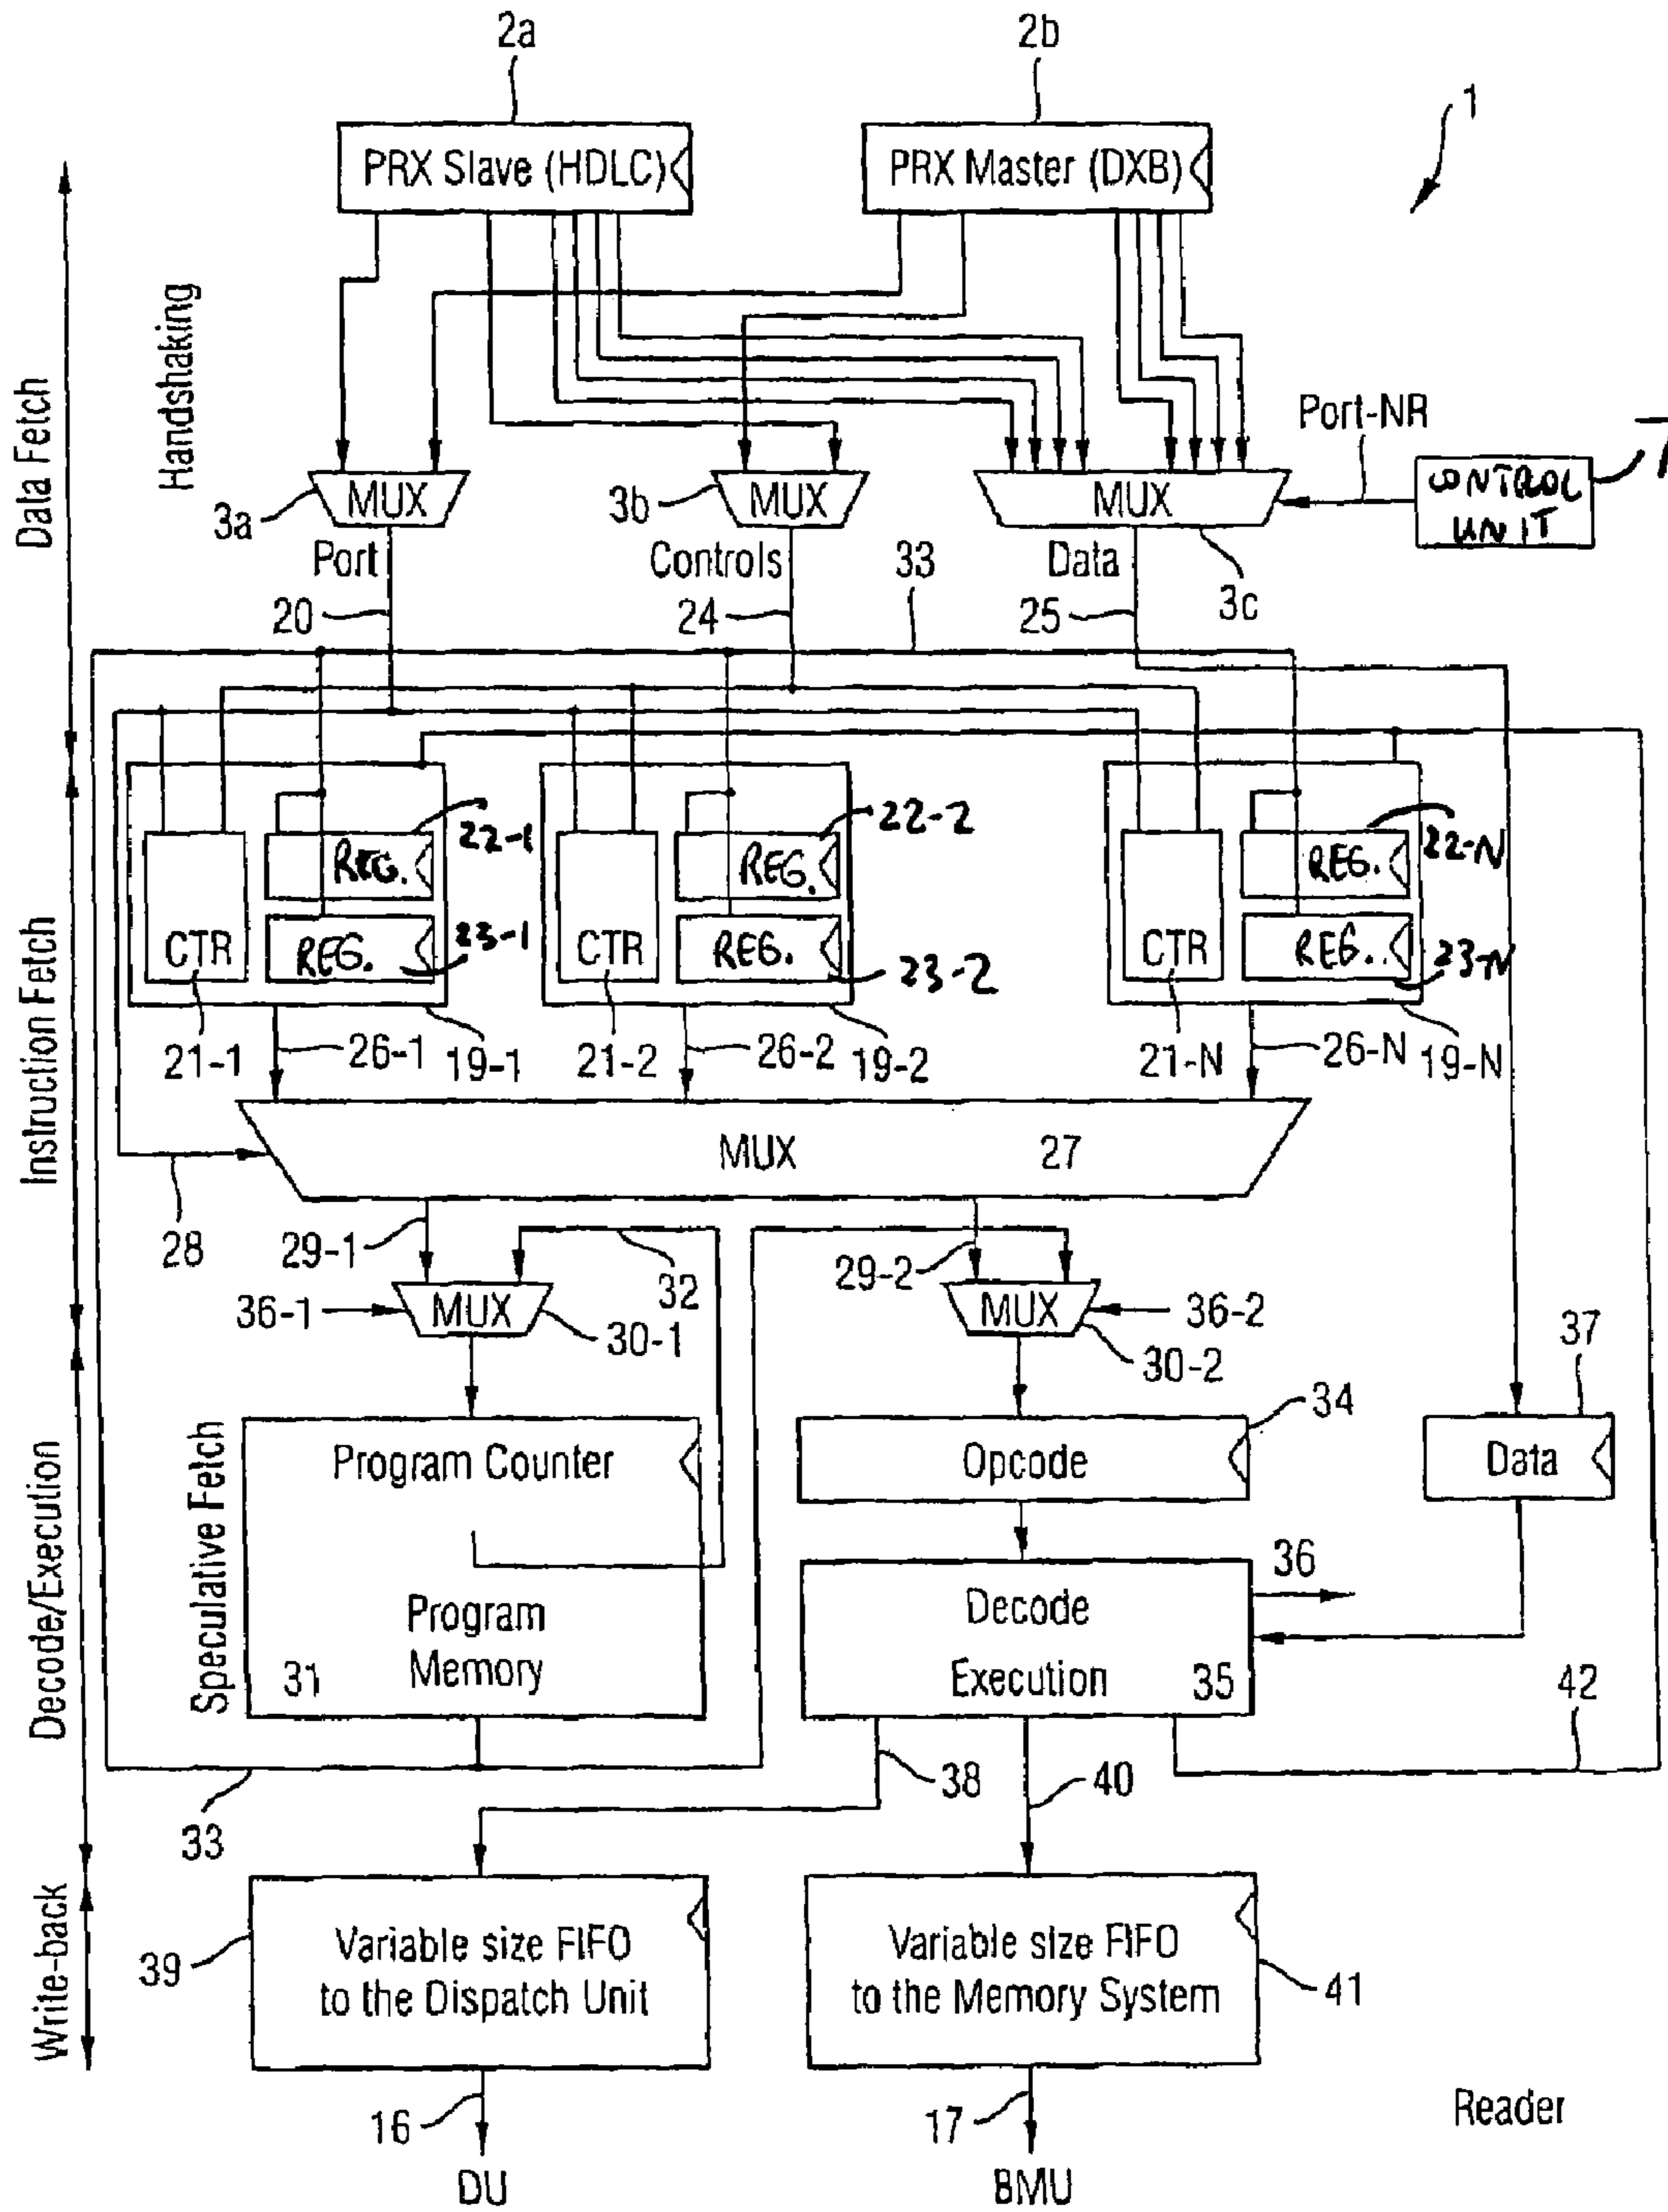 2a
2b
1
PRX Slave (HDLC)
PRX Master (DXB)
Data Fetch
Handshaking
Port-NR
7
CONTROL
UNIT
MUX
MUX
MUX
3a
3b
3c
Port
Controls
Data
33
20
24
25
22-1
22-2
22-N
REG.
REG.
REG.
CTR
REG.
23-1
CTR
REG.
23-2
CTR
REG..
23-N
Instruction Fetch
21-1
26-1
19-1
21-2
26-2
19-2
21-N
26-N
19-N
MUX
27
28
29-1
32
29-2
36-1
MUX
30-1
MUX
36-2
30-2
37
34
Decode/Execution
Speculative Fetch
Program Counter
Opcode
Data
36
Program
Memory
31
Decode
Execution
35
42
38
40
33
Write-back
39
Variable size FIFO
to the Dispatch Unit
Variable size FIFO
to the Memory System
41
16
17
DU
BMU
Reader